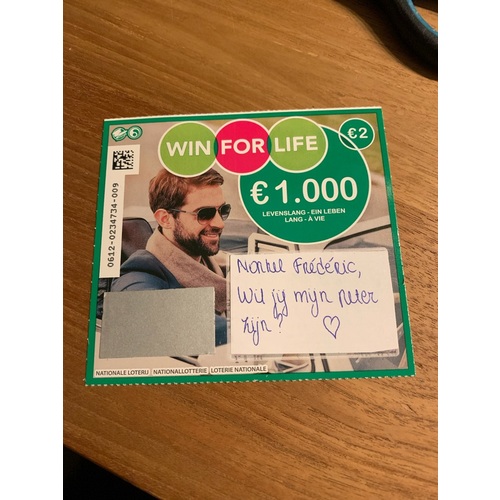 WIN FOR LIFE
€2
€ 1.000
LEVENSLANG - EIN LEBEN
LANG - À VIE
0612-0234734-009
Nonkel Frédéric,
Wil jij mijn peter
zijn? ♡
NATIONALE LOTERIJ | NATIONALLOTTERIE | LOTERIE NATIONALE